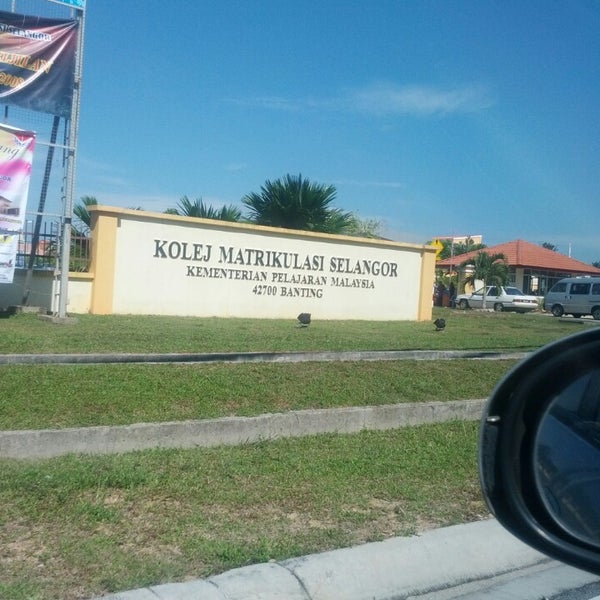 KOLEJ MATRIKULASI SELANGOR
KEMENTERIAN PELAJARAN MALAYSIA
42700 BANTING